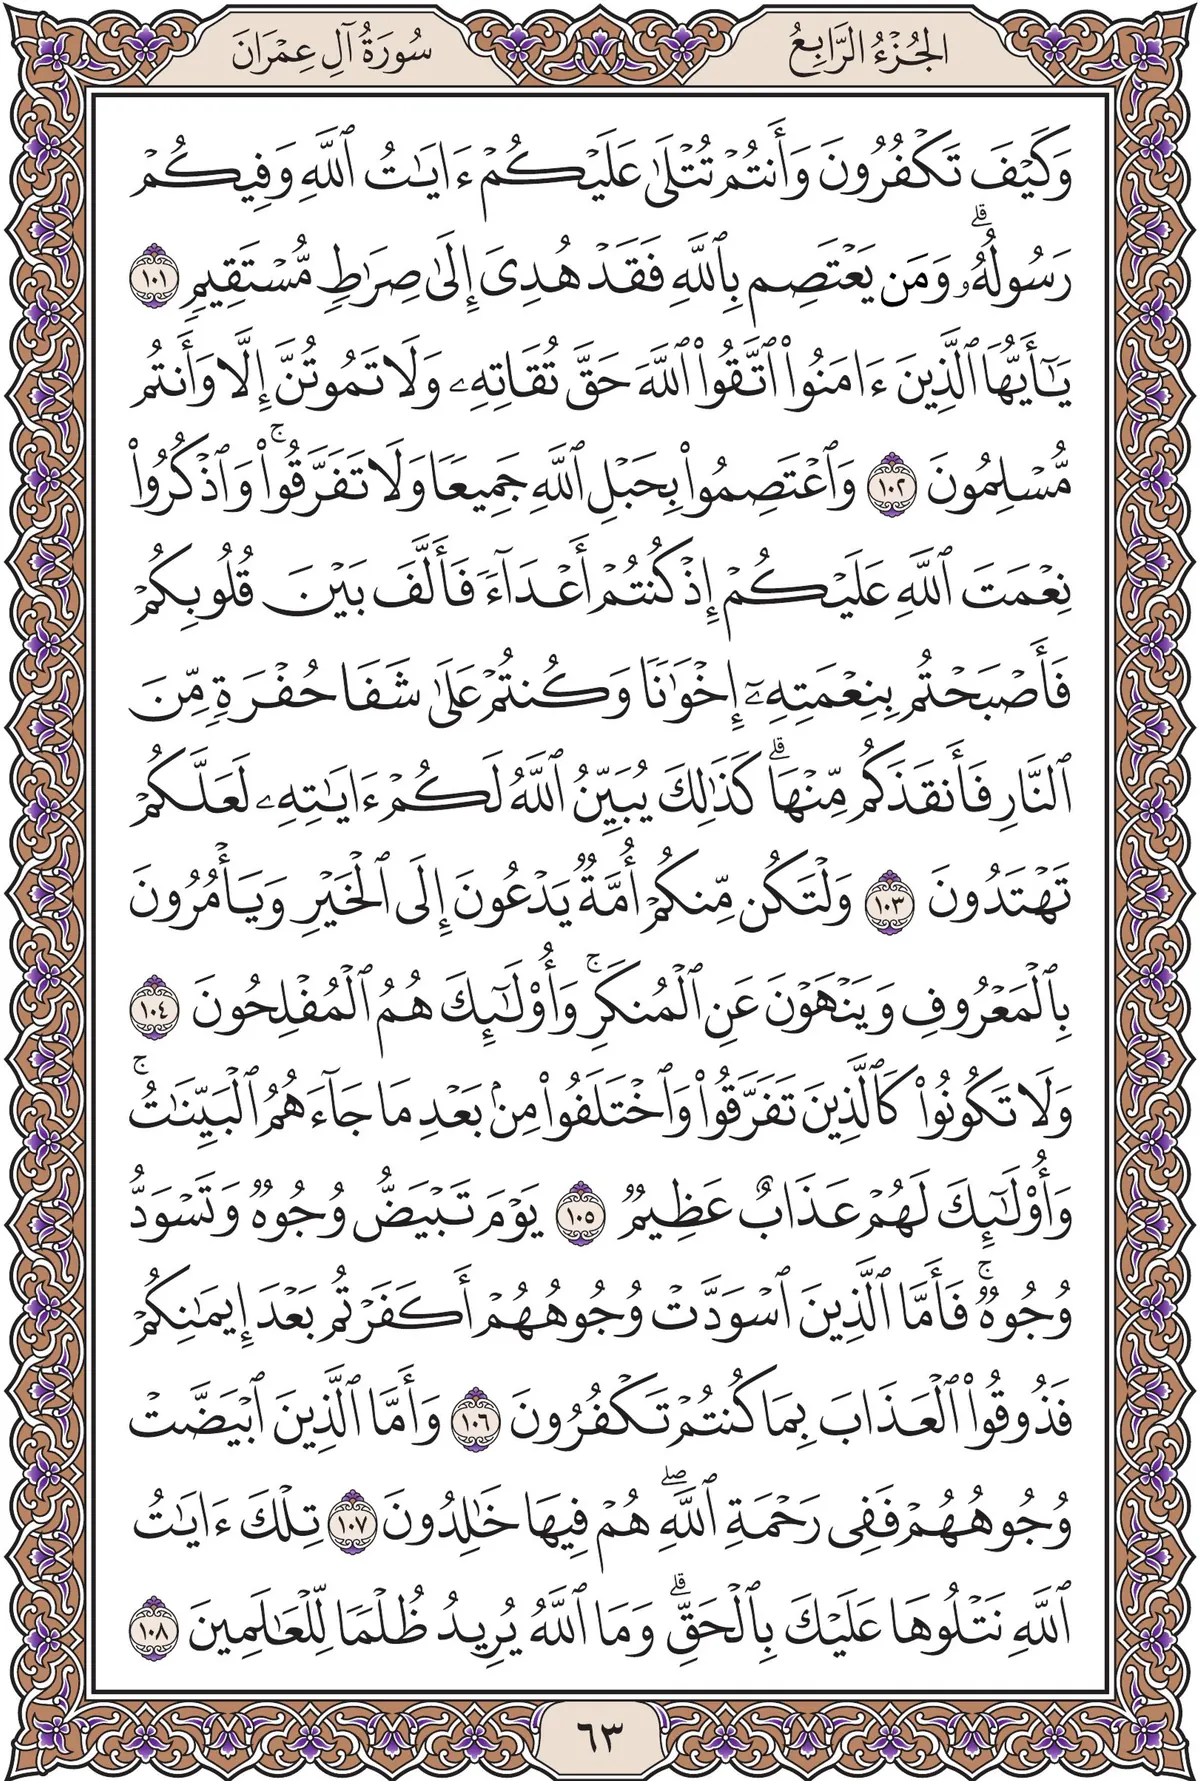 الجُزْءُ الرَّابِعُ
سُورَةُ آلِ عِمْرَانَ
وَكَيْفَ تَكْفُرُونَ وَأَنتُمْ تُتْلَىٰ عَلَيْكُمْ ءَايَـٰتُ ٱللَّهِ وَفِيكُمْ
رَسُولُهُۥ ۗ وَمَن يَعْتَصِم بِٱللَّهِ فَقَدْ هُدِىَ إِلَىٰ صِرَٰطٍ مُّسْتَقِيمٍ ١٠١
يَـٰٓأَيُّهَا ٱلَّذِينَ ءَامَنُوا۟ ٱتَّقُوا۟ ٱللَّهَ حَقَّ تُقَاتِهِۦ وَلَا تَمُوتُنَّ إِلَّا وَأَنتُم
مُّسْلِمُونَ ١٠٢ وَٱعْتَصِمُوا۟ بِحَبْلِ ٱللَّهِ جَمِيعًا وَلَا تَفَرَّقُوا۟ ۚ وَٱذْكُرُوا۟
نِعْمَتَ ٱللَّهِ عَلَيْكُمْ إِذْ كُنتُمْ أَعْدَآءً فَأَلَّفَ بَيْنَ قُلُوبِكُمْ
فَأَصْبَحْتُم بِنِعْمَتِهِۦٓ إِخْوَٰنًا وَكُنتُمْ عَلَىٰ شَفَا حُفْرَةٍ مِّنَ
ٱلنَّارِ فَأَنقَذَكُم مِّنْهَا ۗ كَذَٰلِكَ يُبَيِّنُ ٱللَّهُ لَكُمْ ءَايَـٰتِهِۦ لَعَلَّكُمْ
تَهْتَدُونَ ١٠٣ وَلْتَكُن مِّنكُمْ أُمَّةٌ يَدْعُونَ إِلَى ٱلْخَيْرِ وَيَأْمُرُونَ
بِٱلْمَعْرُوفِ وَيَنْهَوْنَ عَنِ ٱلْمُنكَرِ ۚ وَأُو۟لَـٰٓئِكَ هُمُ ٱلْمُفْلِحُونَ ١٠٤
وَلَا تَكُونُوا۟ كَٱلَّذِينَ تَفَرَّقُوا۟ وَٱخْتَلَفُوا۟ مِنۢ بَعْدِ مَا جَآءَهُمُ ٱلْبَيِّنَـٰتُ ۚ
وَأُو۟لَـٰٓئِكَ لَهُمْ عَذَابٌ عَظِيمٌ ١٠٥ يَوْمَ تَبْيَضُّ وُجُوهٌ وَتَسْوَدُّ
وُجُوهٌ ۚ فَأَمَّا ٱلَّذِينَ ٱسْوَدَّتْ وُجُوهُهُمْ أَكَفَرْتُم بَعْدَ إِيمَـٰنِكُمْ
فَذُوقُوا۟ ٱلْعَذَابَ بِمَا كُنتُمْ تَكْفُرُونَ ١٠٦ وَأَمَّا ٱلَّذِينَ ٱبْيَضَّتْ
وُجُوهُهُمْ فَفِى رَحْمَةِ ٱللَّهِ ۖ هُمْ فِيهَا خَـٰلِدُونَ ١٠٧ تِلْكَ ءَايَـٰتُ
ٱللَّهِ نَتْلُوهَا عَلَيْكَ بِٱلْحَقِّ ۗ وَمَا ٱللَّهُ يُرِيدُ ظُلْمًا لِّلْعَـٰلَمِينَ ١٠٨
٦٣